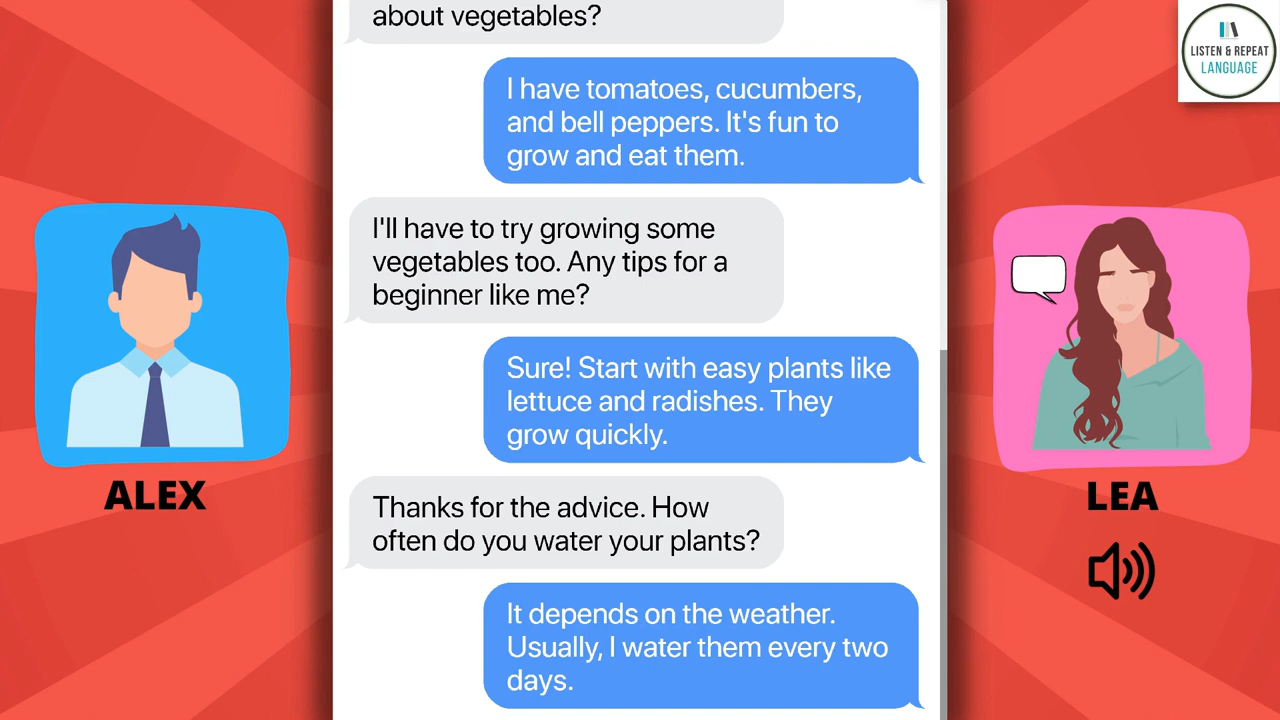 about vegetables?
I have tomatoes, cucumbers,
and bell peppers. It's fun to
grow and eat them.
I'll have to try growing some
vegetables too. Any tips for a
beginner like me?
Sure! Start with easy plants like
lettuce and radishes. They
grow quickly.
Thanks for the advice. How
often do you water your plants?
It depends on the weather.
Usually, I water them every two
days.
ALEX
LEA
LISTEN & REPEAT
LANGUAGE